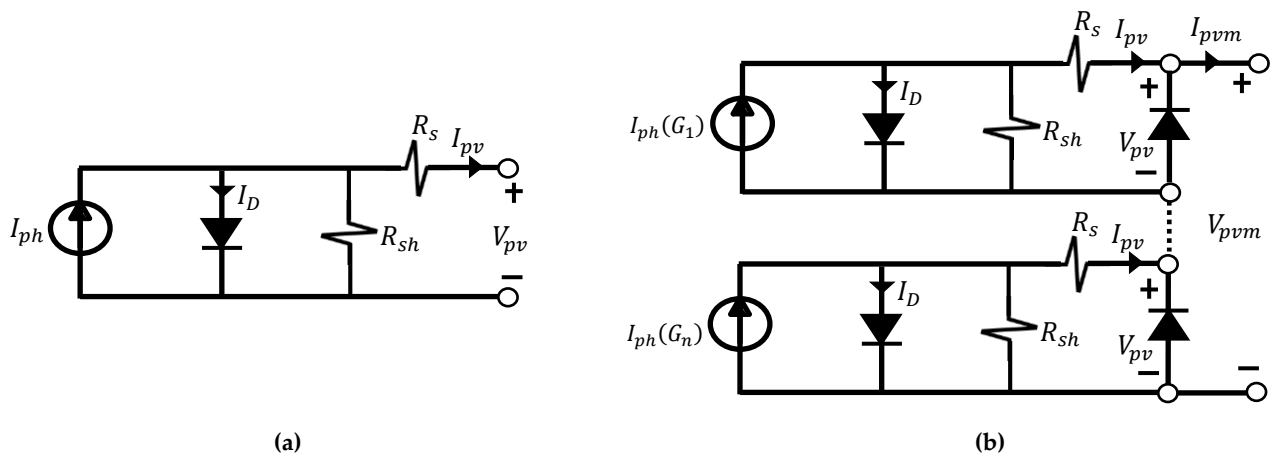 R_s
I_pv
+
I_D
I_ph
R_sh
V_pv
−
(a)
R_s
I_pv
I_pvm
+
+
I_D
I_ph(G_1)
R_sh
V_pv
−
V_pvm
R_s
I_pv
+
I_D
I_ph(G_n)
R_sh
V_pv
−
−
(b)